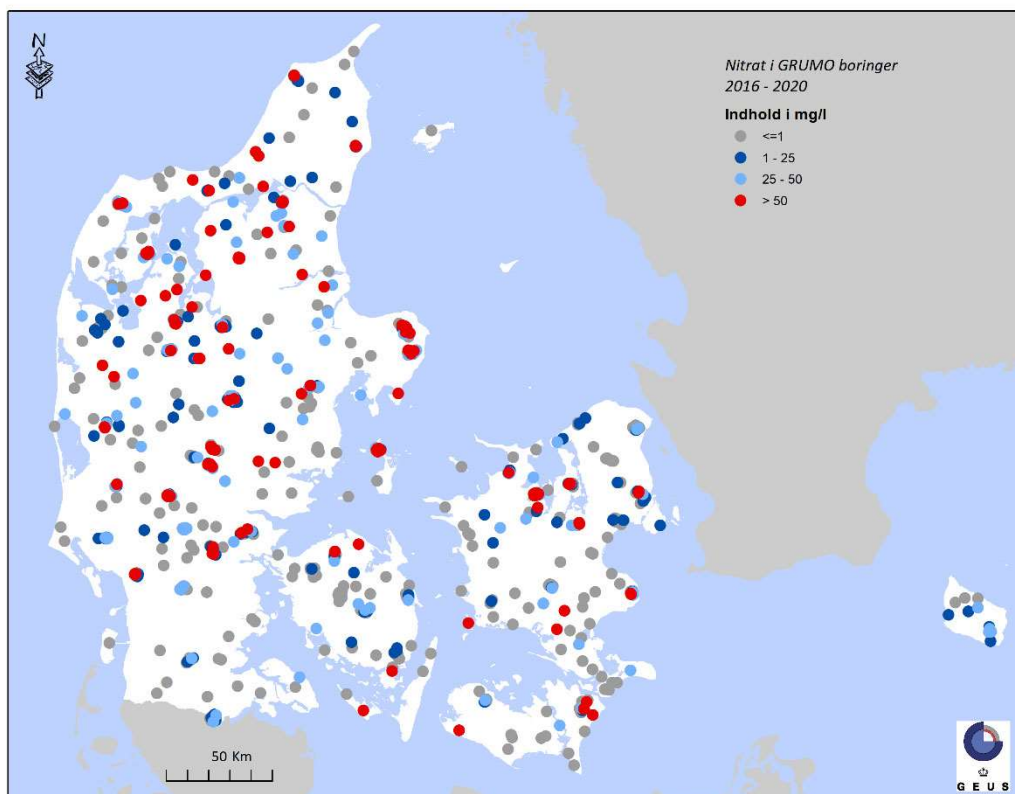 N
Nitrat i GRUMO boringer
2016 - 2020
Indhold i mg/l
<=1
1 - 25
25 - 50
> 50
50 Km
G E U S